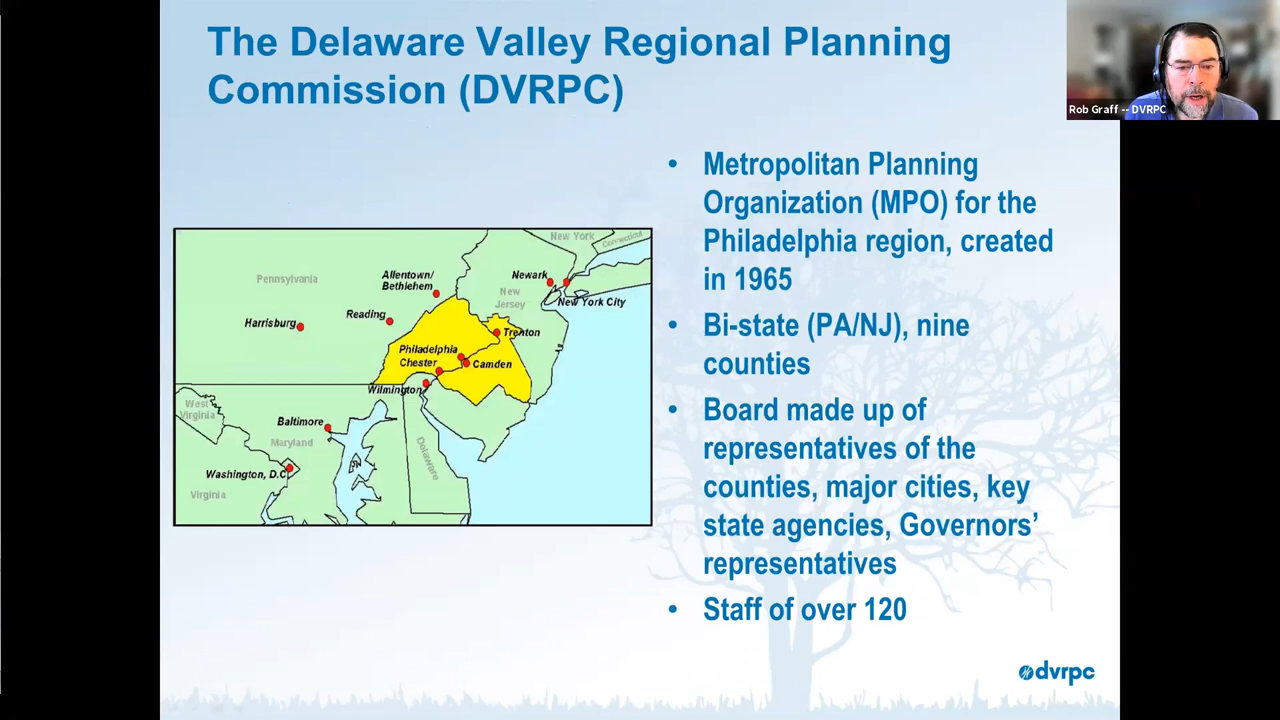 The Delaware Valley Regional Planning
Commission (DVRPC)
Rob Graff -- DVRPC
• Metropolitan Planning
Organization (MPO) for the
Philadelphia region, created
in 1965
• Bi-state (PA/NJ), nine
counties
• Board made up of
representatives of the
counties, major cities, key
state agencies, Governors’
representatives
• Staff of over 120
New York
Connecticut
Pennsylvania
Allentown/
Bethlehem
Newark
New
Jersey
New York City
Reading
Harrisburg
Trenton
Philadelphia
Chester
Camden
Wilmington
West
Virginia
Baltimore
Maryland
Delaware
Washington, D.C
Virginia
dvrpc